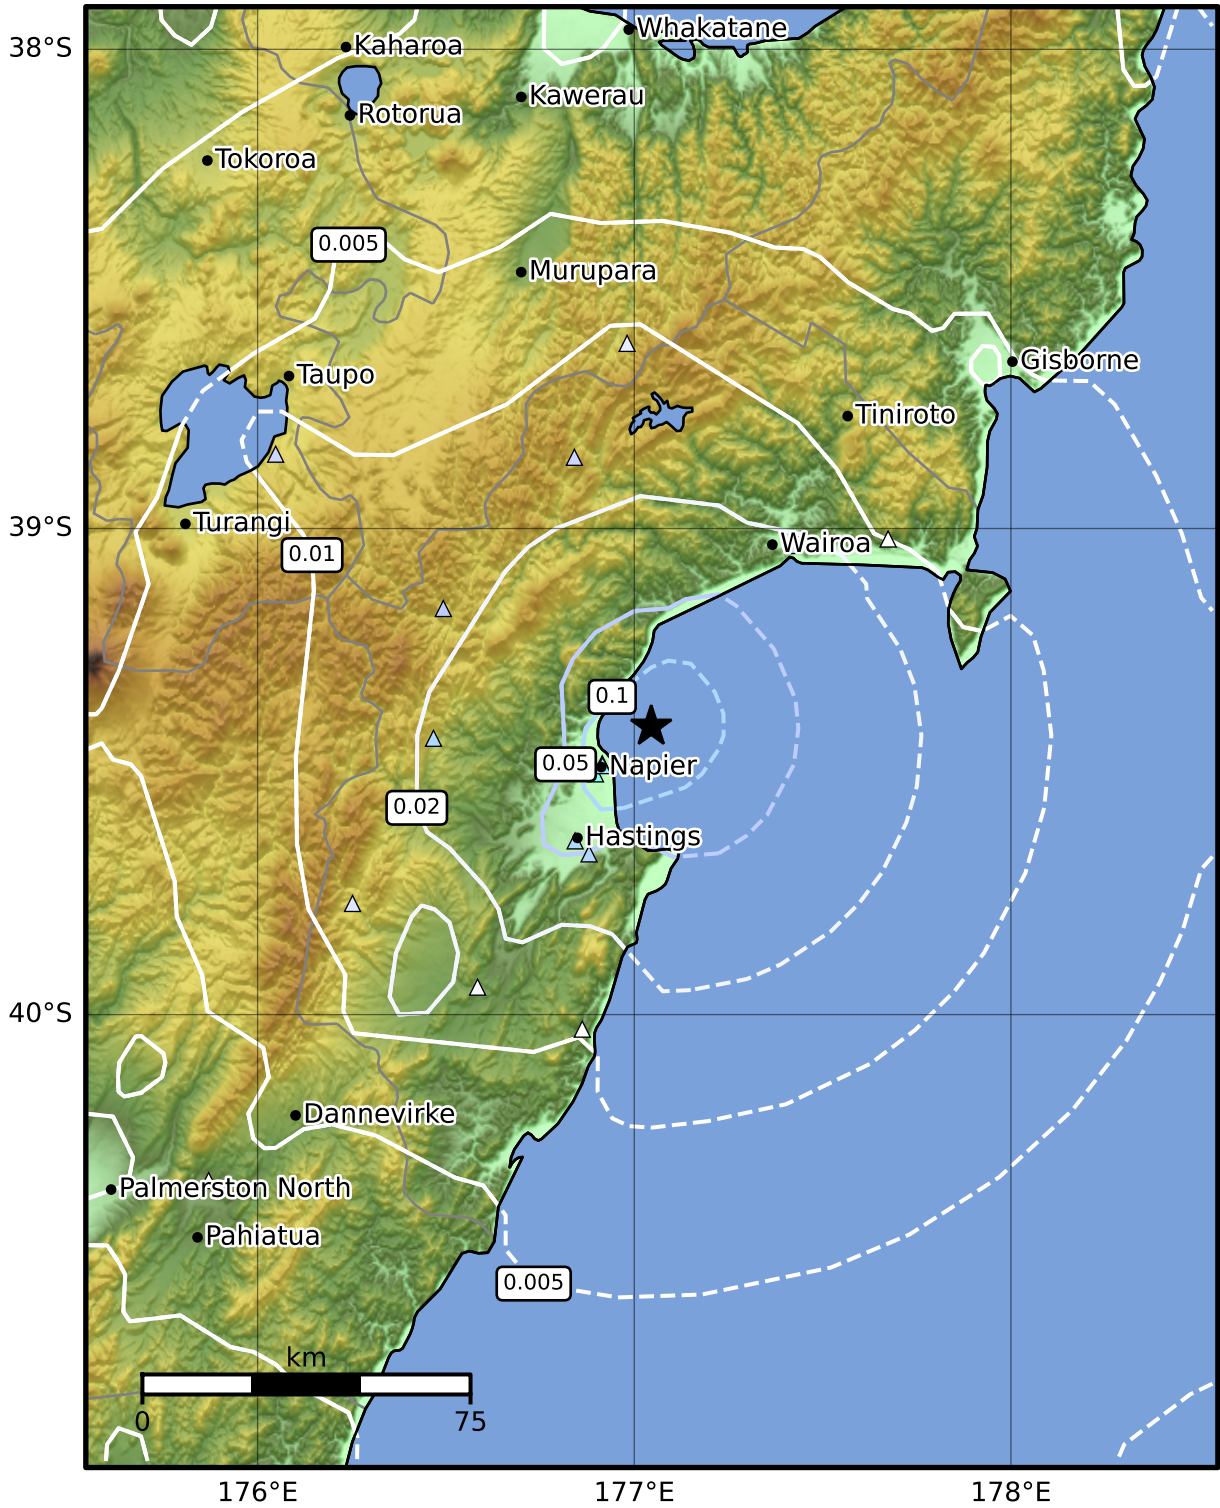 Whakatane
38°S
Kaharoa
Kawerau
Rotorua
Tokoroa
0.005
Murupara
Gisborne
Taupo
Tiniroto
39°S
Turangi
Wairoa
0.01
0.1
0.05
Napier
0.02
Hastings
40°S
Dannevirke
Palmerston North
Pahiatua
0.005
km
0
75
176°E
177°E
178°E